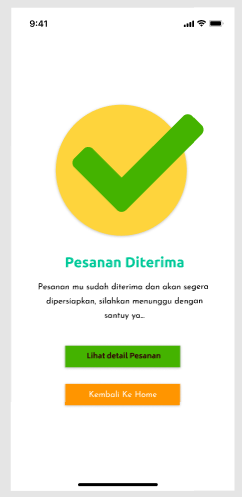 9:41
Pesanan Diterima
Pesanan mu sudah diterima dan akan segera
dipersiapkan, silahkan menunggu dengan
santuy ya...
Lihat detail Pesanan
Kembali Ke Home